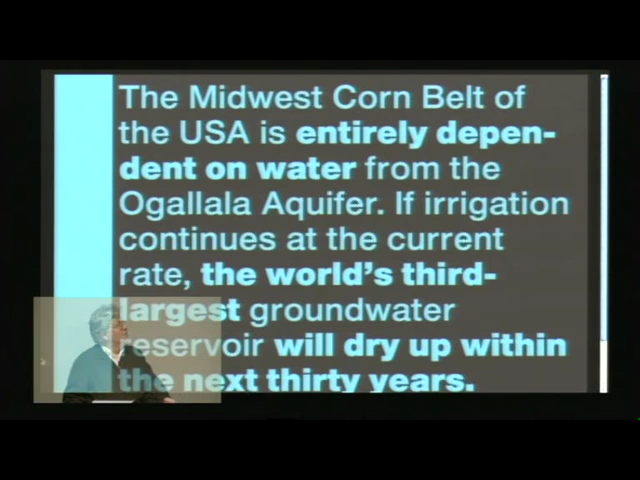 The Midwest Corn Belt of
the USA is entirely depen-
dent on water from the
Ogallala Aquifer. If irrigation
continues at the current
rate, the world's third-
largest groundwater
reservoir will dry up within
the next thirty years.